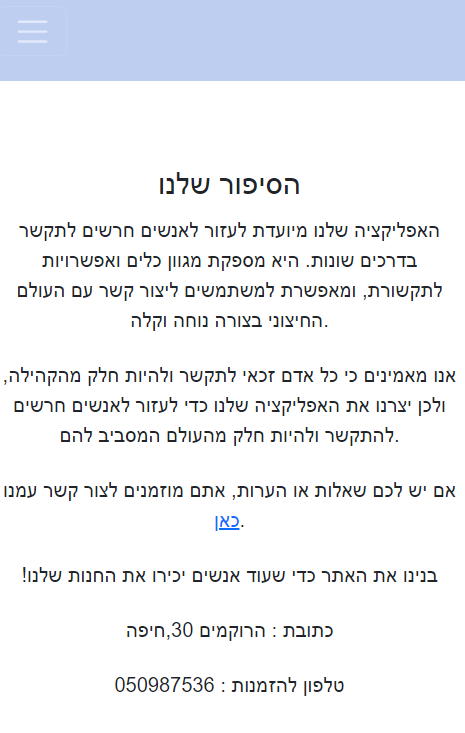 הסיפור שלנו
האפליקציה שלנו מיועדת לעזור לאנשים חרשים לתקשר
בדרכים שונות. היא מספקת מגוון כלים ואפשרויות
לתקשורת, ומאפשרת למשתמשים ליצור קשר עם העולם
החיצוני בצורה נוחה וקלה.
אנו מאמינים כי כל אדם זכאי לתקשר ולהיות חלק מהקהילה,
ולכן יצרנו את האפליקציה שלנו כדי לעזור לאנשים חרשים
להתקשר ולהיות חלק מהעולם המסביב להם.
אם יש לכם שאלות או הערות, אתם מוזמנים לצור קשר עמנו
כאן.
בנינו את האתר כדי שעוד אנשים יכירו את החנות שלנו!
כתובת : הרוקמים 30,חיפה
טלפון להזמנות : 050987536